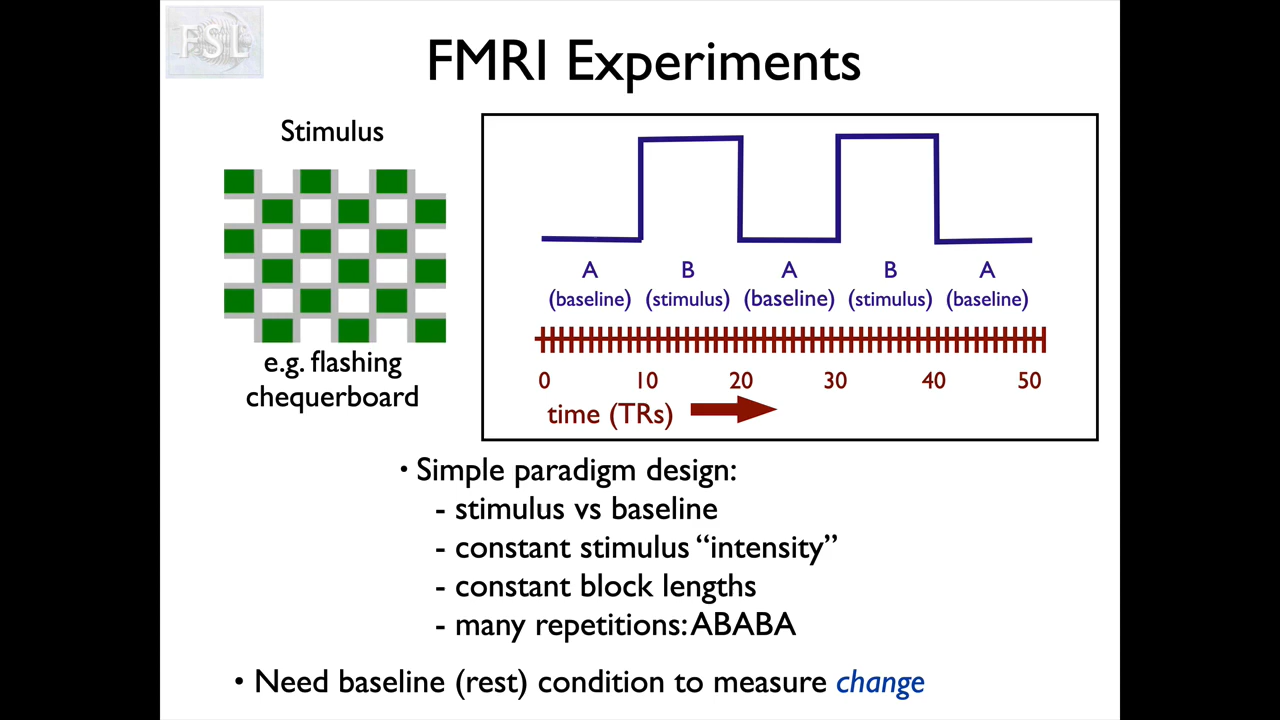 FSL
FMRI Experiments
Stimulus
e.g. flashing
chequerboard
A B A B A
(baseline) (stimulus) (baseline) (stimulus) (baseline)
0 10 20 30 40 50
time (TRs)
• Simple paradigm design:
- stimulus vs baseline
- constant stimulus “intensity”
- constant block lengths
- many repetitions: ABABA
• Need baseline (rest) condition to measure change